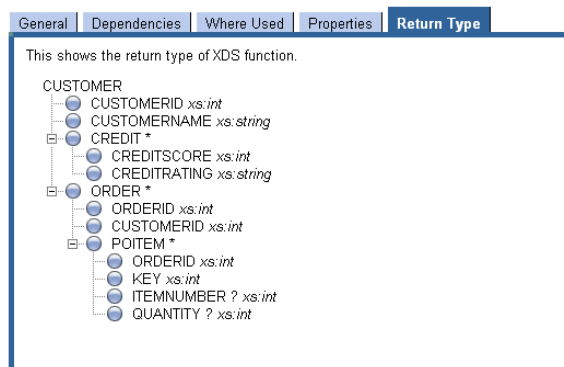 General Dependencies Where Used Properties Return Type
This shows the return type of XDS function.
CUSTOMER
CUSTOMERID xs:int
CUSTOMERNAME xs:string
CREDIT *
CREDITSCORE xs:int
CREDITRATING xs:string
ORDER *
ORDERID xs:int
CUSTOMERID xs:int
POITEM *
ORDERID xs:int
KEY xs:int
ITEMNUMBER ? xs:int
QUANTITY ? xs:int